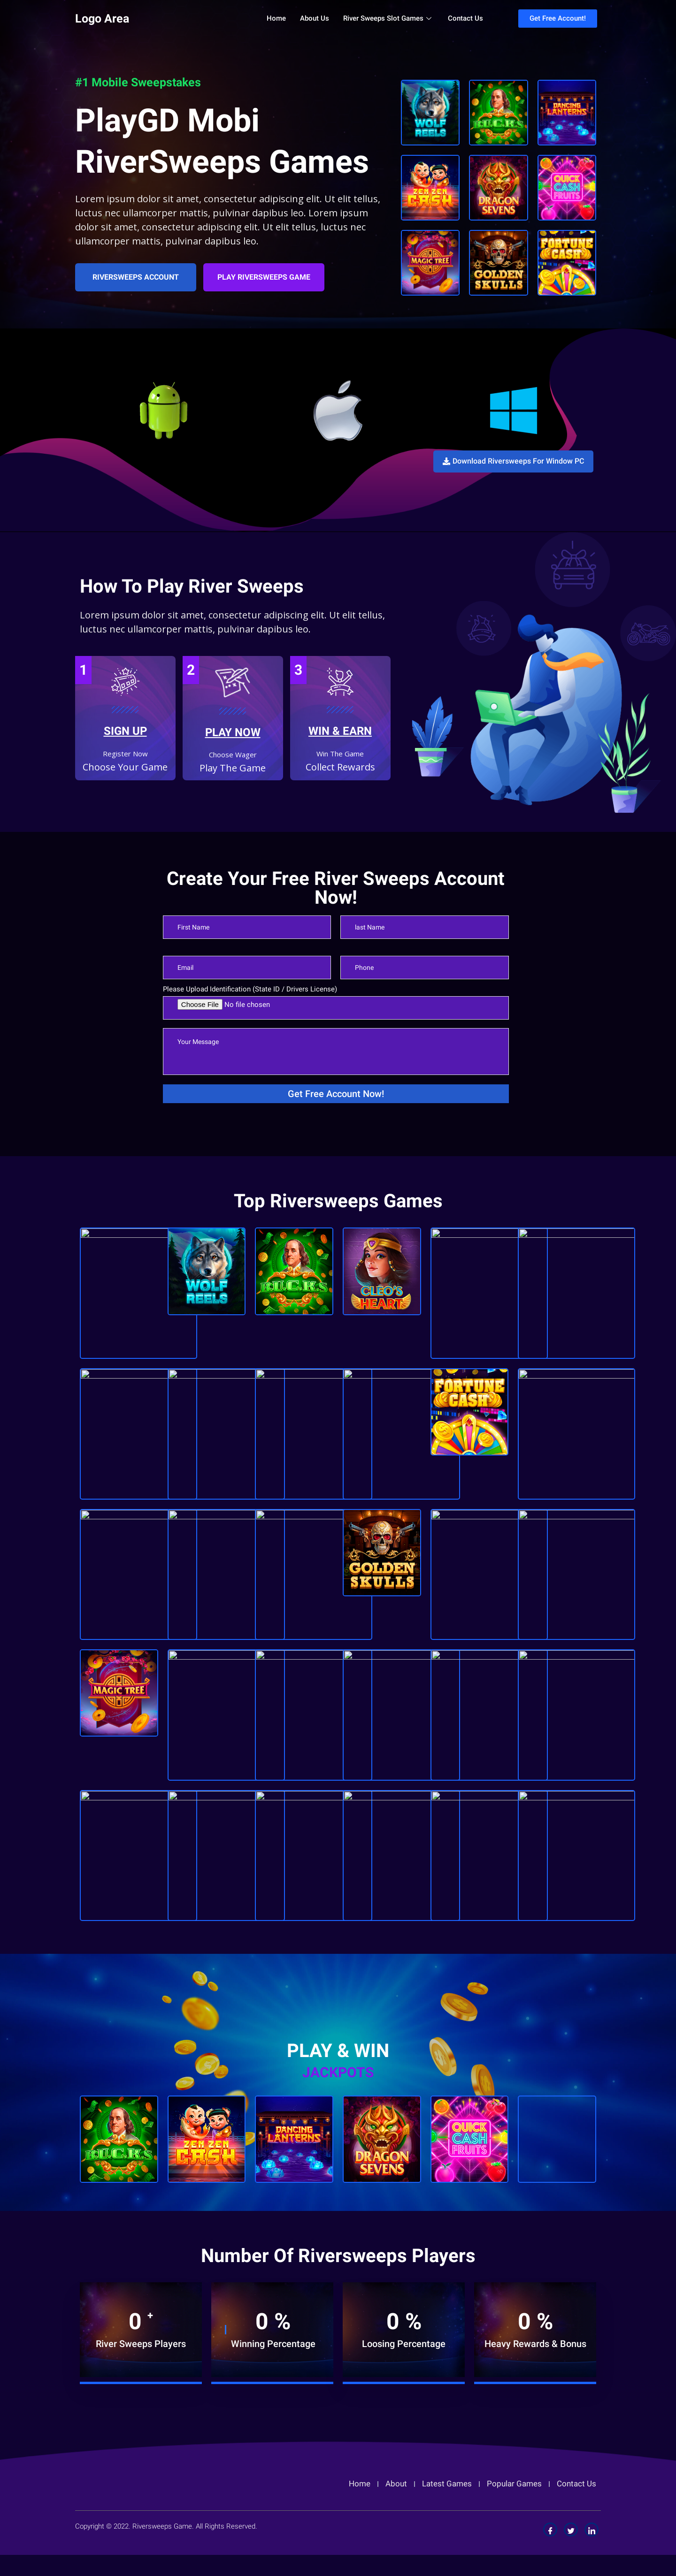 Logo Area
Home
About Us
River Sweeps Slot Games
Contact Us
Get Free Account!
#1 Mobile Sweepstakes
PlayGD Mobi
RiverSweeps Games
Lorem ipsum dolor sit amet, consectetur adipiscing elit. Ut elit tellus,
luctus nec ullamcorper mattis, pulvinar dapibus leo. Lorem ipsum
dolor sit amet, consectetur adipiscing elit. Ut elit tellus, luctus nec
ullamcorper mattis, pulvinar dapibus leo.
RIVERSWEEPS ACCOUNT
PLAY RIVERSWEEPS GAME
WOLF
REELS
BUCKS
DANCING
LANTERNS
ZEN ZEN
CASH
DRAGON
SEVENS
QUICK
CASH
FRUITS
MAGIC TREE
GOLDEN
SKULLS
FORTUNE
CASH
Download Riversweeps For Window PC
How To Play River Sweeps
Lorem ipsum dolor sit amet, consectetur adipiscing elit. Ut elit tellus,
luctus nec ullamcorper mattis, pulvinar dapibus leo.
1
SIGN UP
Register Now
Choose Your Game
2
PLAY NOW
Choose Wager
Play The Game
3
WIN & EARN
Win The Game
Collect Rewards
Create Your Free River Sweeps Account
Now!
First Name
last Name
Email
Phone
Please Upload Identification (State ID / Drivers License)
Choose File No file chosen
Your Message
Get Free Account Now!
Top Riversweeps Games
WOLF
REELS
BUCKS
CLEO'S
HEART
FORTUNE
CASH
GOLDEN
SKULLS
MAGIC TREE
PLAY & WIN
JACKPOTS
BUCKS
ZEN ZEN
CASH
DANCING
LANTERNS
DRAGON
SEVENS
QUICK
CASH
FRUITS
Number Of Riversweeps Players
0 +
River Sweeps Players
0 %
Winning Percentage
0 %
Loosing Percentage
0 %
Heavy Rewards & Bonus
Home
About
Latest Games
Popular Games
Contact Us
Copyright © 2022. Riversweeps Game. All Rights Reserved.